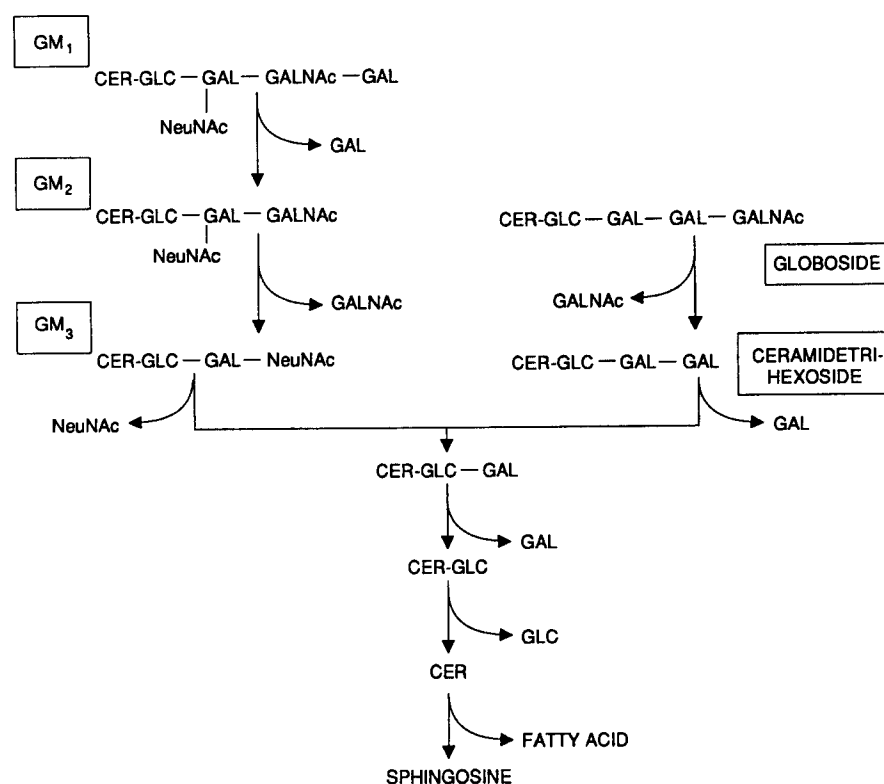 GM1
CER-GLC — GAL — GALNAc — GAL
NeuNAc
GAL
GM2
CER-GLC — GAL — GALNAc
NeuNAc
GALNAc
CER-GLC — GAL — GAL — GALNAc
GLOBOSIDE
GALNAc
GM3
CER-GLC — GAL — NeuNAc
NeuNAc
CER-GLC — GAL — GAL
CERAMIDETRI-
HEXOSIDE
GAL
CER-GLC — GAL
GAL
CER-GLC
GLC
CER
FATTY ACID
SPHINGOSINE